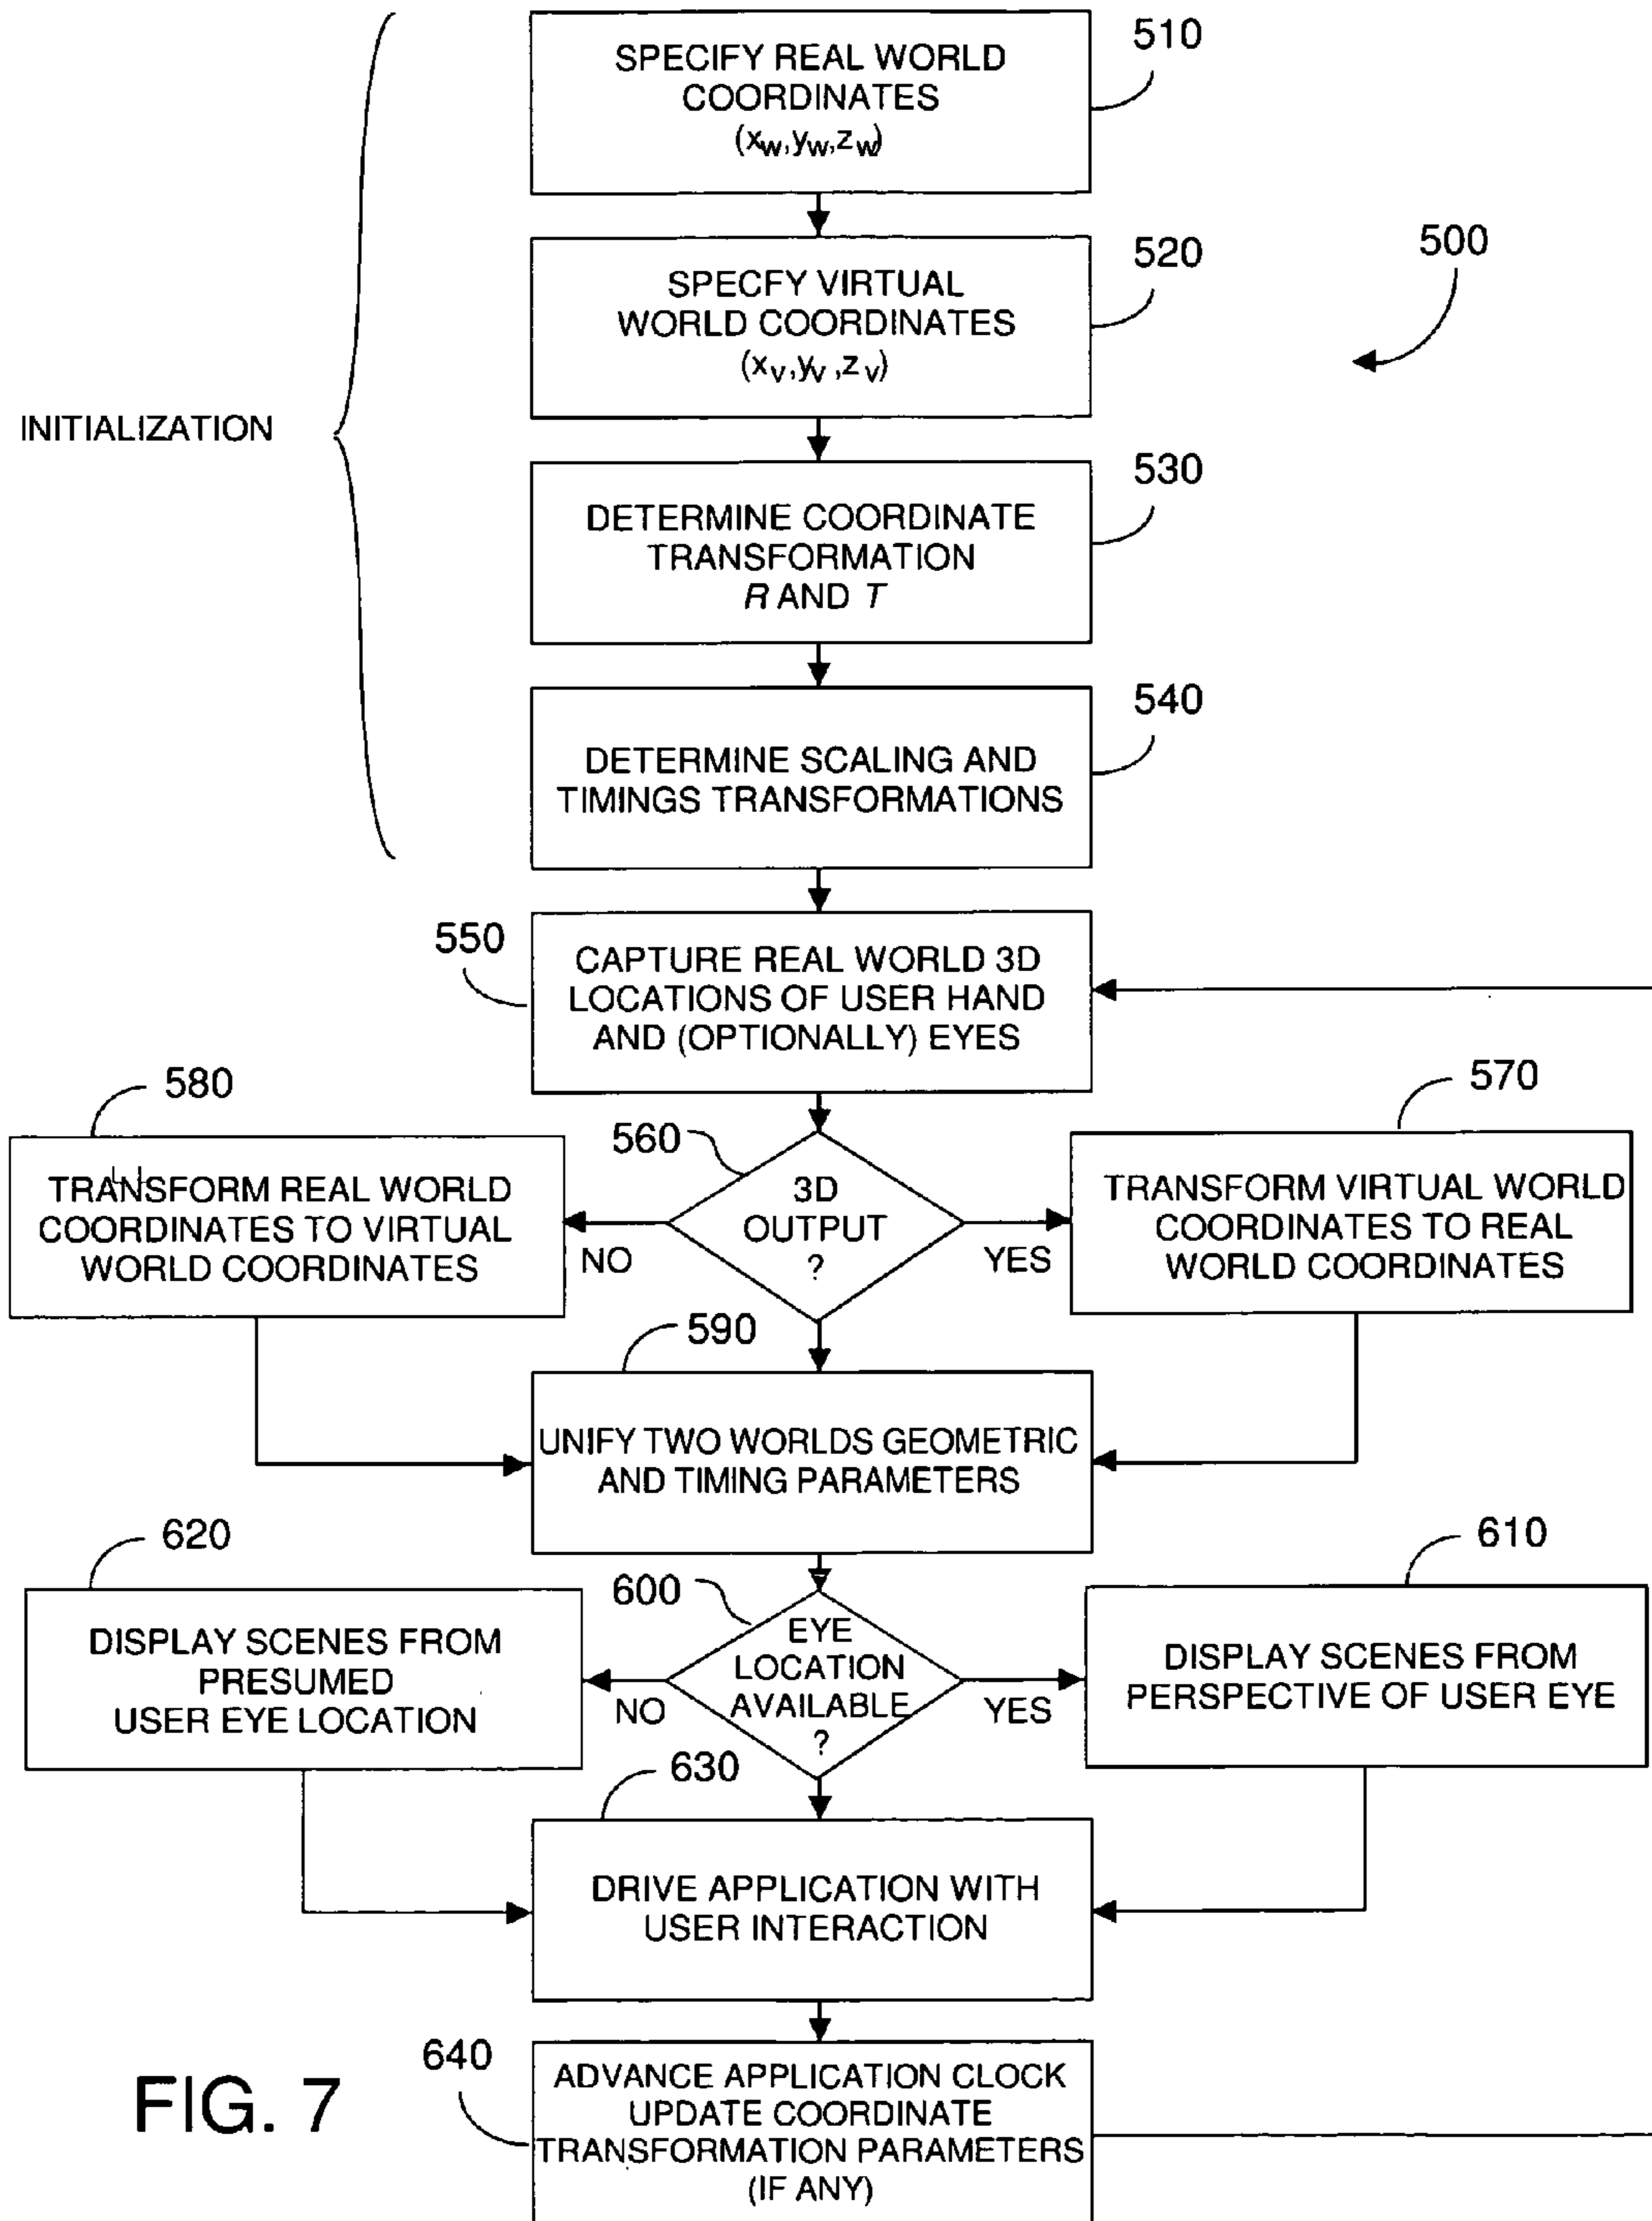 510
SPECIFY REAL WORLD
COORDINATES
(xw,yw,zw)
520
500
SPECFY VIRTUAL
WORLD COORDINATES
(xv,yv,zv)
INITIALIZATION
530
DETERMINE COORDINATE
TRANSFORMATION
R AND T
540
DETERMINE SCALING AND
TIMINGS TRANSFORMATIONS
550
CAPTURE REAL WORLD 3D
LOCATIONS OF USER HAND
AND (OPTIONALLY) EYES
580
TRANSFORM REAL WORLD
COORDINATES TO VIRTUAL
WORLD COORDINATES
560
3D
OUTPUT
?
NO
YES
570
TRANSFORM VIRTUAL WORLD
COORDINATES TO REAL
WORLD COORDINATES
590
UNIFY TWO WORLDS GEOMETRIC
AND TIMING PARAMETERS
620
DISPLAY SCENES FROM
PRESUMED
USER EYE LOCATION
600
EYE
LOCATION
AVAILABLE
?
NO
YES
610
DISPLAY SCENES FROM
PERSPECTIVE OF USER EYE
630
DRIVE APPLICATION WITH
USER INTERACTION
640
ADVANCE APPLICATION CLOCK
UPDATE COORDINATE
TRANSFORMATION PARAMETERS
(IF ANY)
FIG. 7